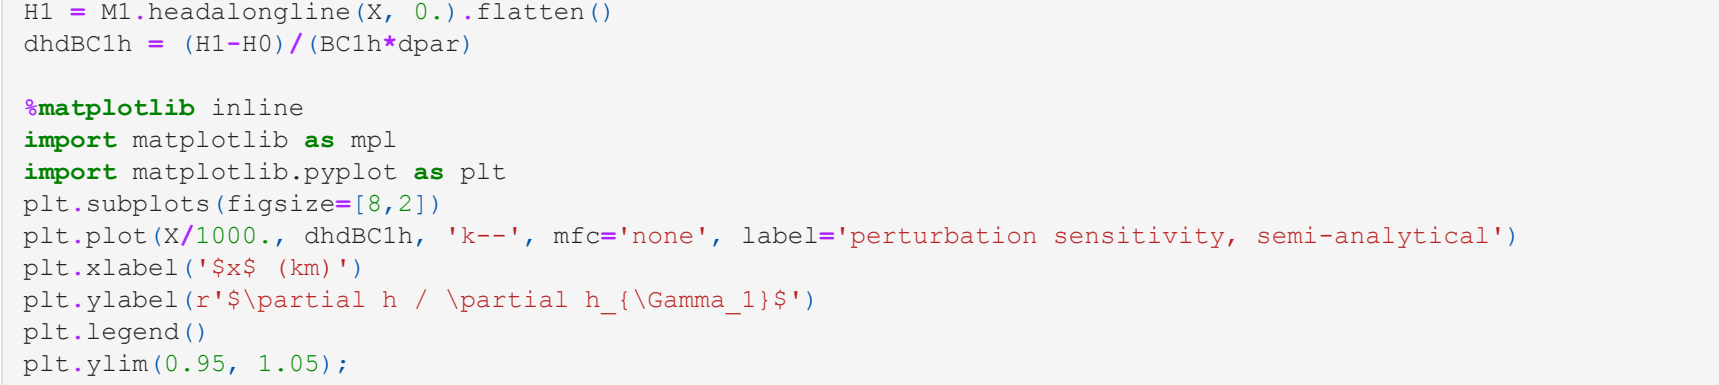 H1 = M1.headalongline(X, 0.).flatten()
dhdBC1h = (H1-H0)/(BC1h*dpar)
%matplotlib inline
import matplotlib as mpl
import matplotlib.pyplot as plt
plt.subplots(figsize=[8,2])
plt.plot(X/1000., dhdBC1h, 'k--', mfc='none', label='perturbation sensitivity, semi-analytical')
plt.xlabel('$x$ (km)')
plt.ylabel(r'$\partial h / \partial h_{\Gamma_1}$')
plt.legend()
plt.ylim(0.95, 1.05);